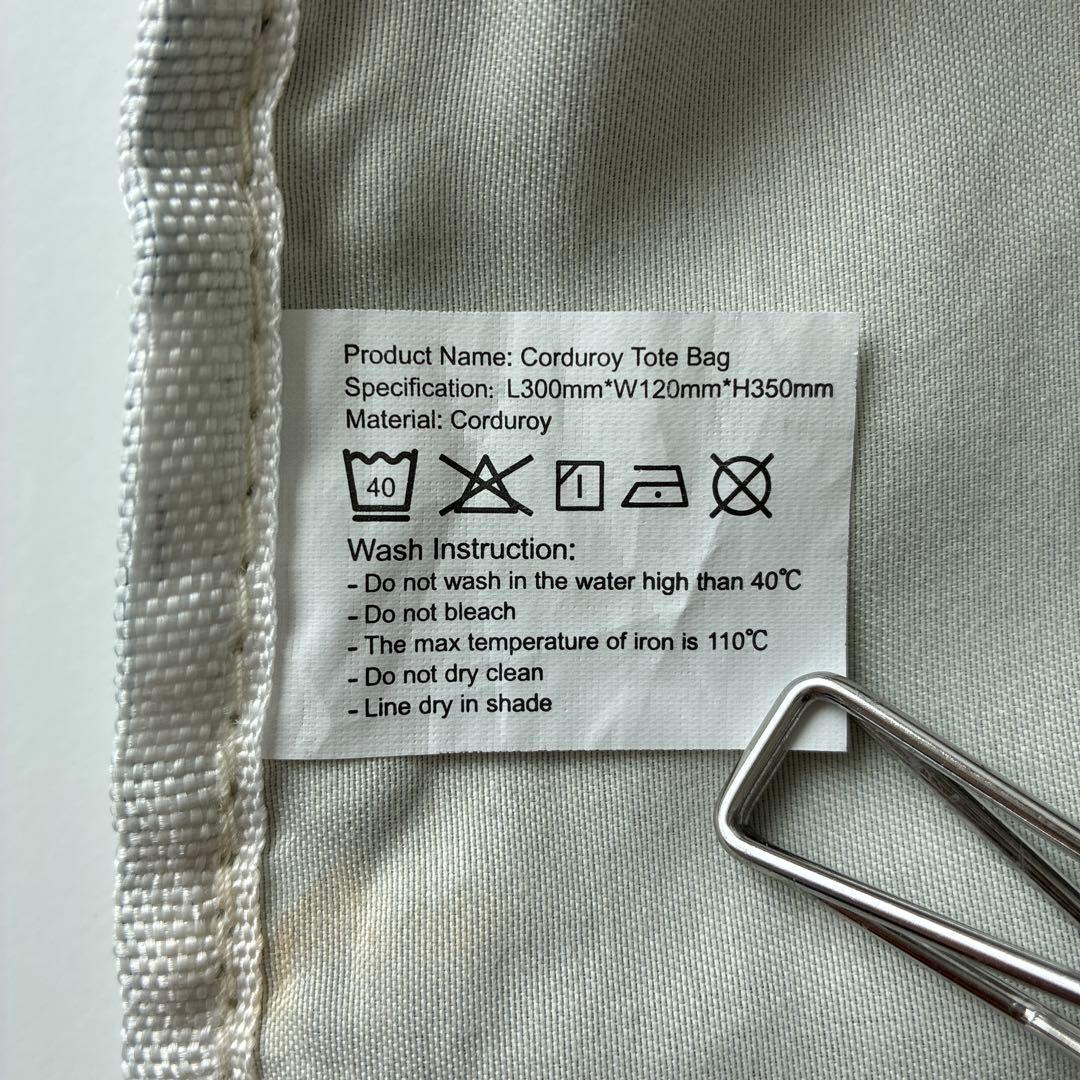 Product Name: Corduroy Tote Bag
Specification: L300mm*W120mm*H350mm
Material: Corduroy
40
Wash Instruction:
- Do not wash in the water high than 40℃
- Do not bleach
- The max temperature of iron is 110℃
- Do not dry clean
- Line dry in shade